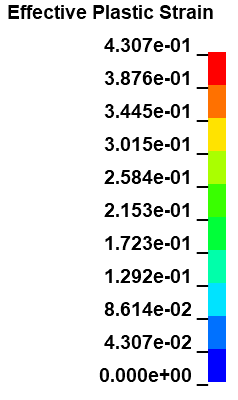 Effective Plastic Strain
4.307e-01
3.876e-01
3.445e-01
3.015e-01
2.584e-01
2.153e-01
1.723e-01
1.292e-01
8.614e-02
4.307e-02
0.000e+00